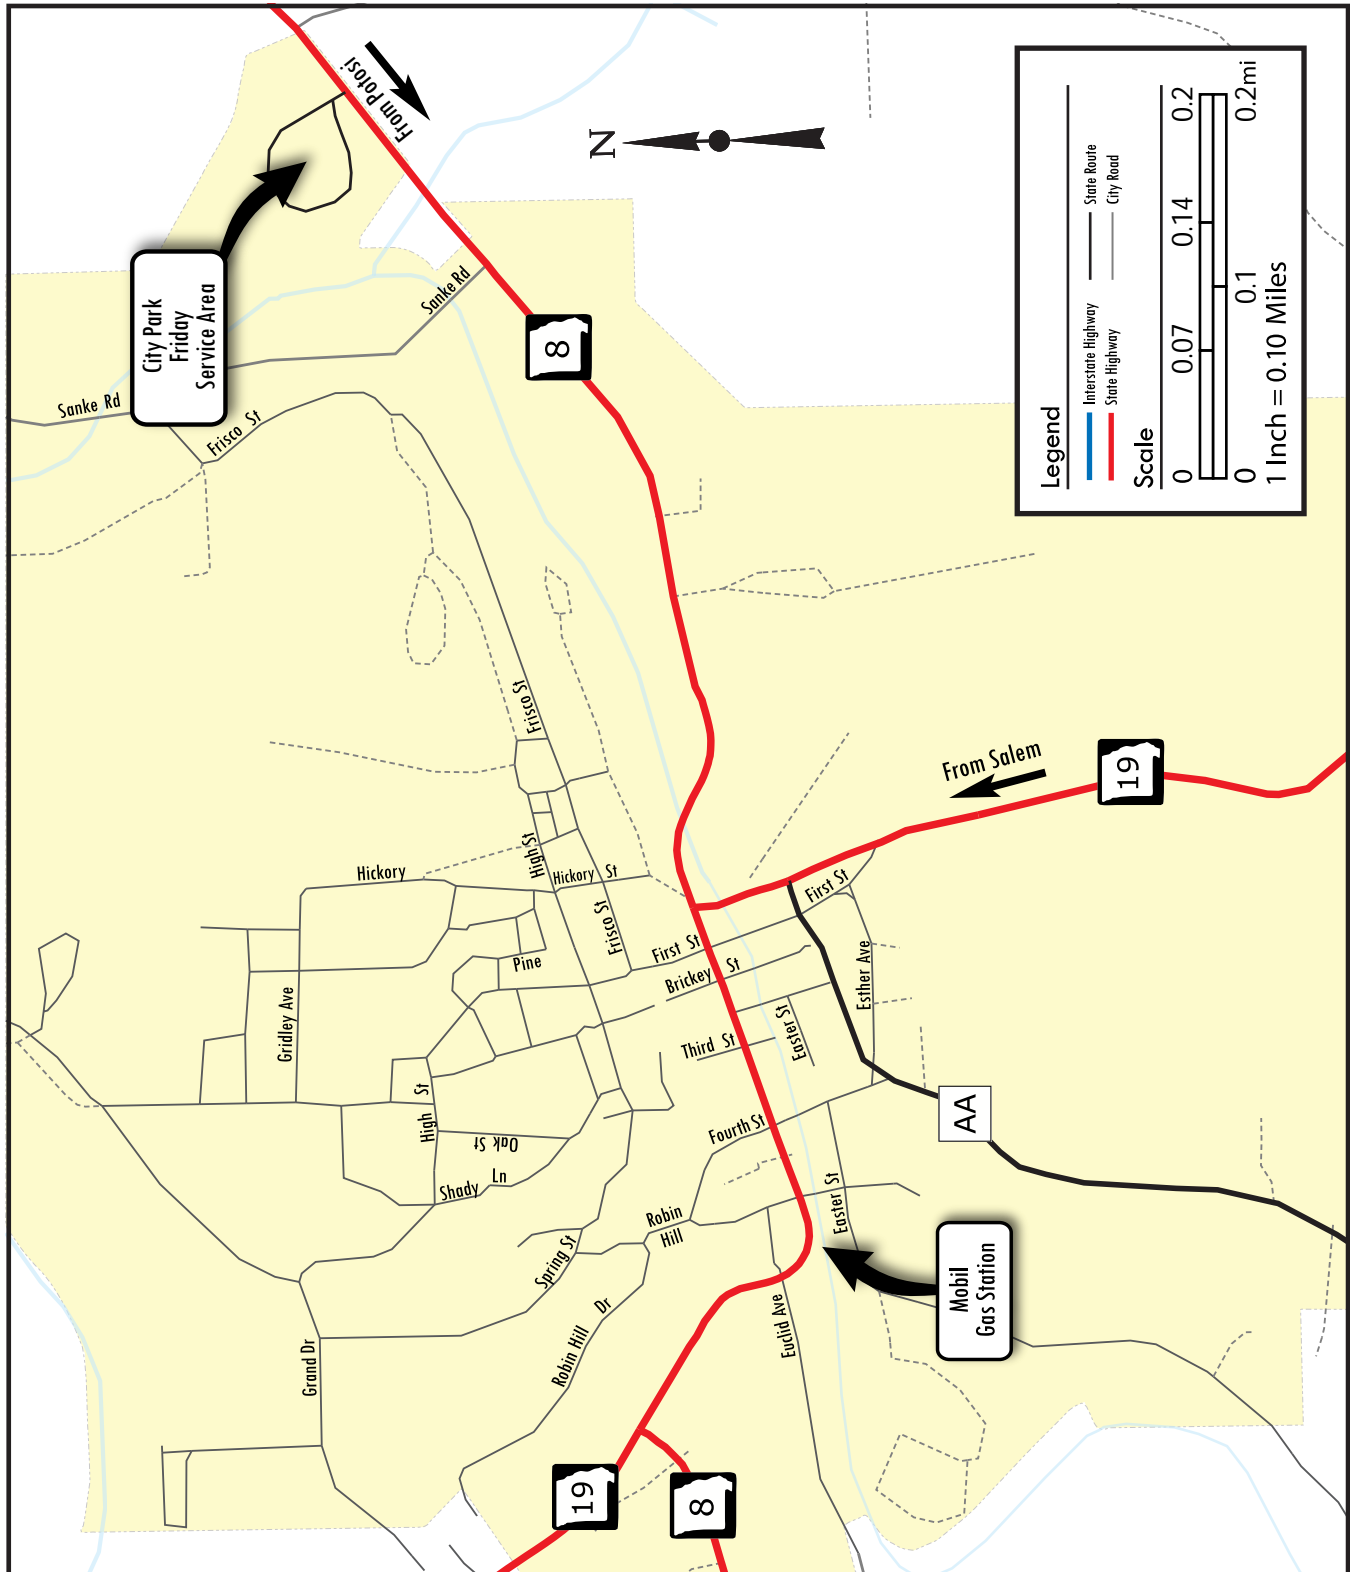 From Potosi
City Park
Friday
Service Area
Sanke Rd
Sanke Rd
Frisco St
8
N
Legend
Interstate Highway
State Highway
State Route
City Road
Scale
0 0.07 0.14 0.2
0 0.1 0.2mi
1 Inch = 0.10 Miles
Frisco St
High St
Hickory
Hickory St
Frisco St
Pine
First St
Brickey St
First St
From Salem
19
Gridley Ave
Esther Ave
Easter St
Third St
High St
Oak St
Shady Ln
Fourth St
AA
Robin
Hill
Easter St
Spring St
Mobil
Gas Station
Euclid Ave
Robin Hill Dr
Grand Dr
19
8